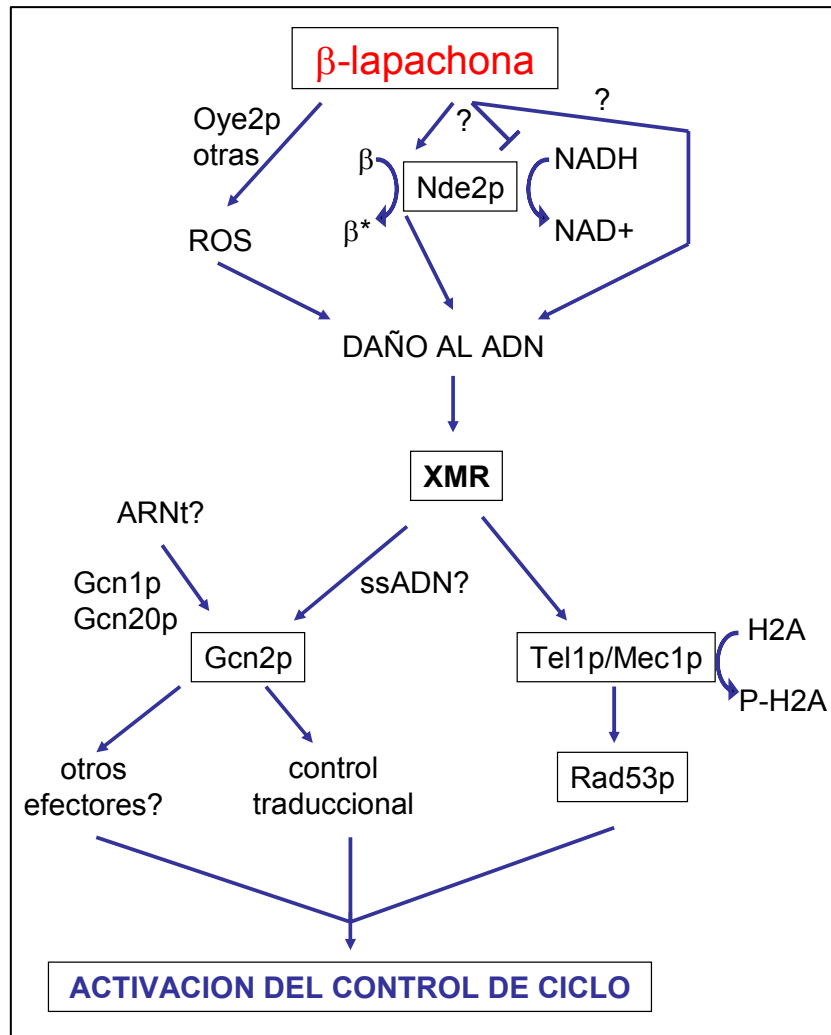 β-lapachona
Oye2p
otras
?
?
β
Nde2p
NADH
β*
NAD+
ROS
DAÑO AL ADN
XMR
ARNt?
Gcn1p
Gcn20p
ssADN?
Gcn2p
Tel1p/Mec1p
H2A
P-H2A
otros
efectores?
control
traduccional
Rad53p
ACTIVACION DEL CONTROL DE CICLO